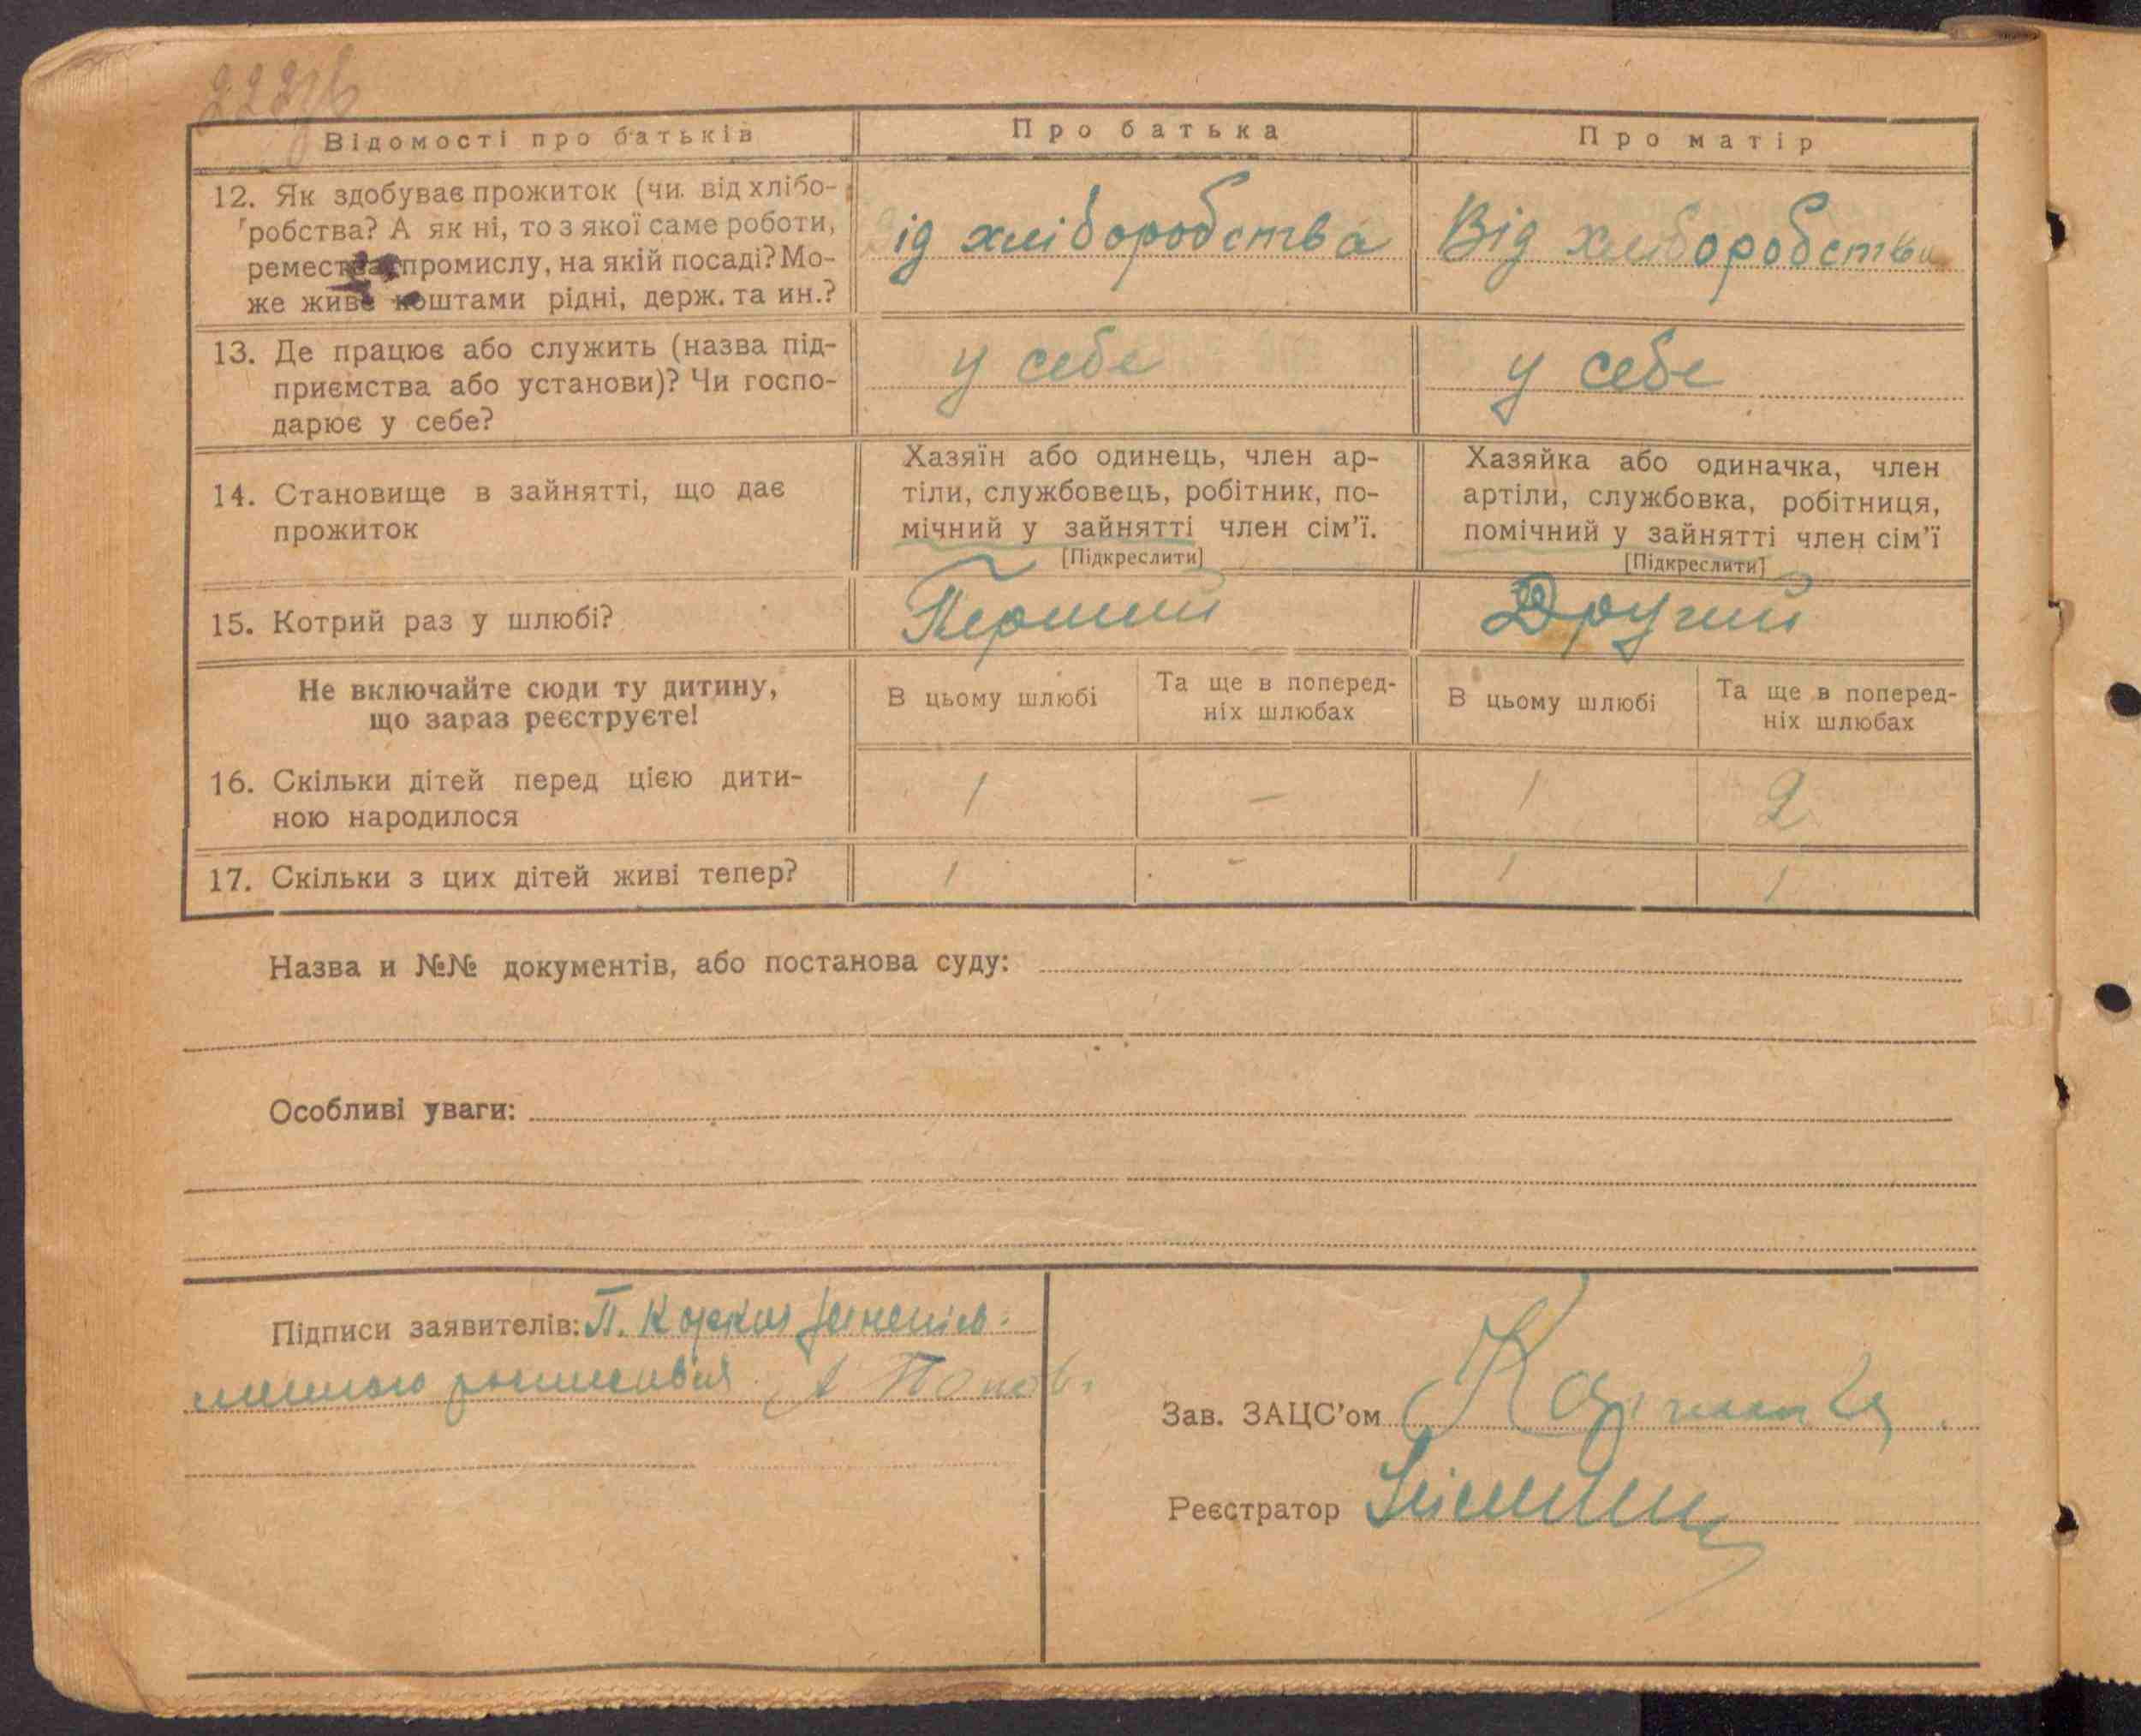 Відомості про батьків
Про батька
Про матір
12. Як здобуває прожиток (чи від хлібо-
робства? А як ні, то з якої саме роботи,
ремества, промислу, на якій посаді? Мо-
же живе коштами рідні, держ. та ин.?
ід хліборобства
Від хліборобства
13. Де працює або служить (назва під-
приємства або установи)? Чи госпо-
дарює у себе?
у себе
у себе
14. Становище в зайнятті, що дає
прожиток
Хазяїн або одинець, член ар-
тіли, службовець, робітник, по-
мічний у зайнятті член сім'ї.
[Підкреслити]
Хазяйка або одиначка, член
артіли, службовка, робітниця,
помічний у зайнятті член сім'ї
[Підкреслити]
15. Котрий раз у шлюбі?
Перший
Другий
Не включайте сюди ту дитину,
що зараз реєструєте!
В цьому шлюбі
Та ще в поперед-
ніх шлюбах
В цьому шлюбі
Та ще в поперед-
ніх шлюбах
16. Скільки дітей перед цією дити-
ною народилося
1
-
1
2
17. Скільки з цих дітей живі тепер?
1
-
1
1
Назва и №№ документів, або постанова суду:
Особливі уваги:
Підписи заявителів: П.
Зав. ЗАЦС'ом
Реєстратор